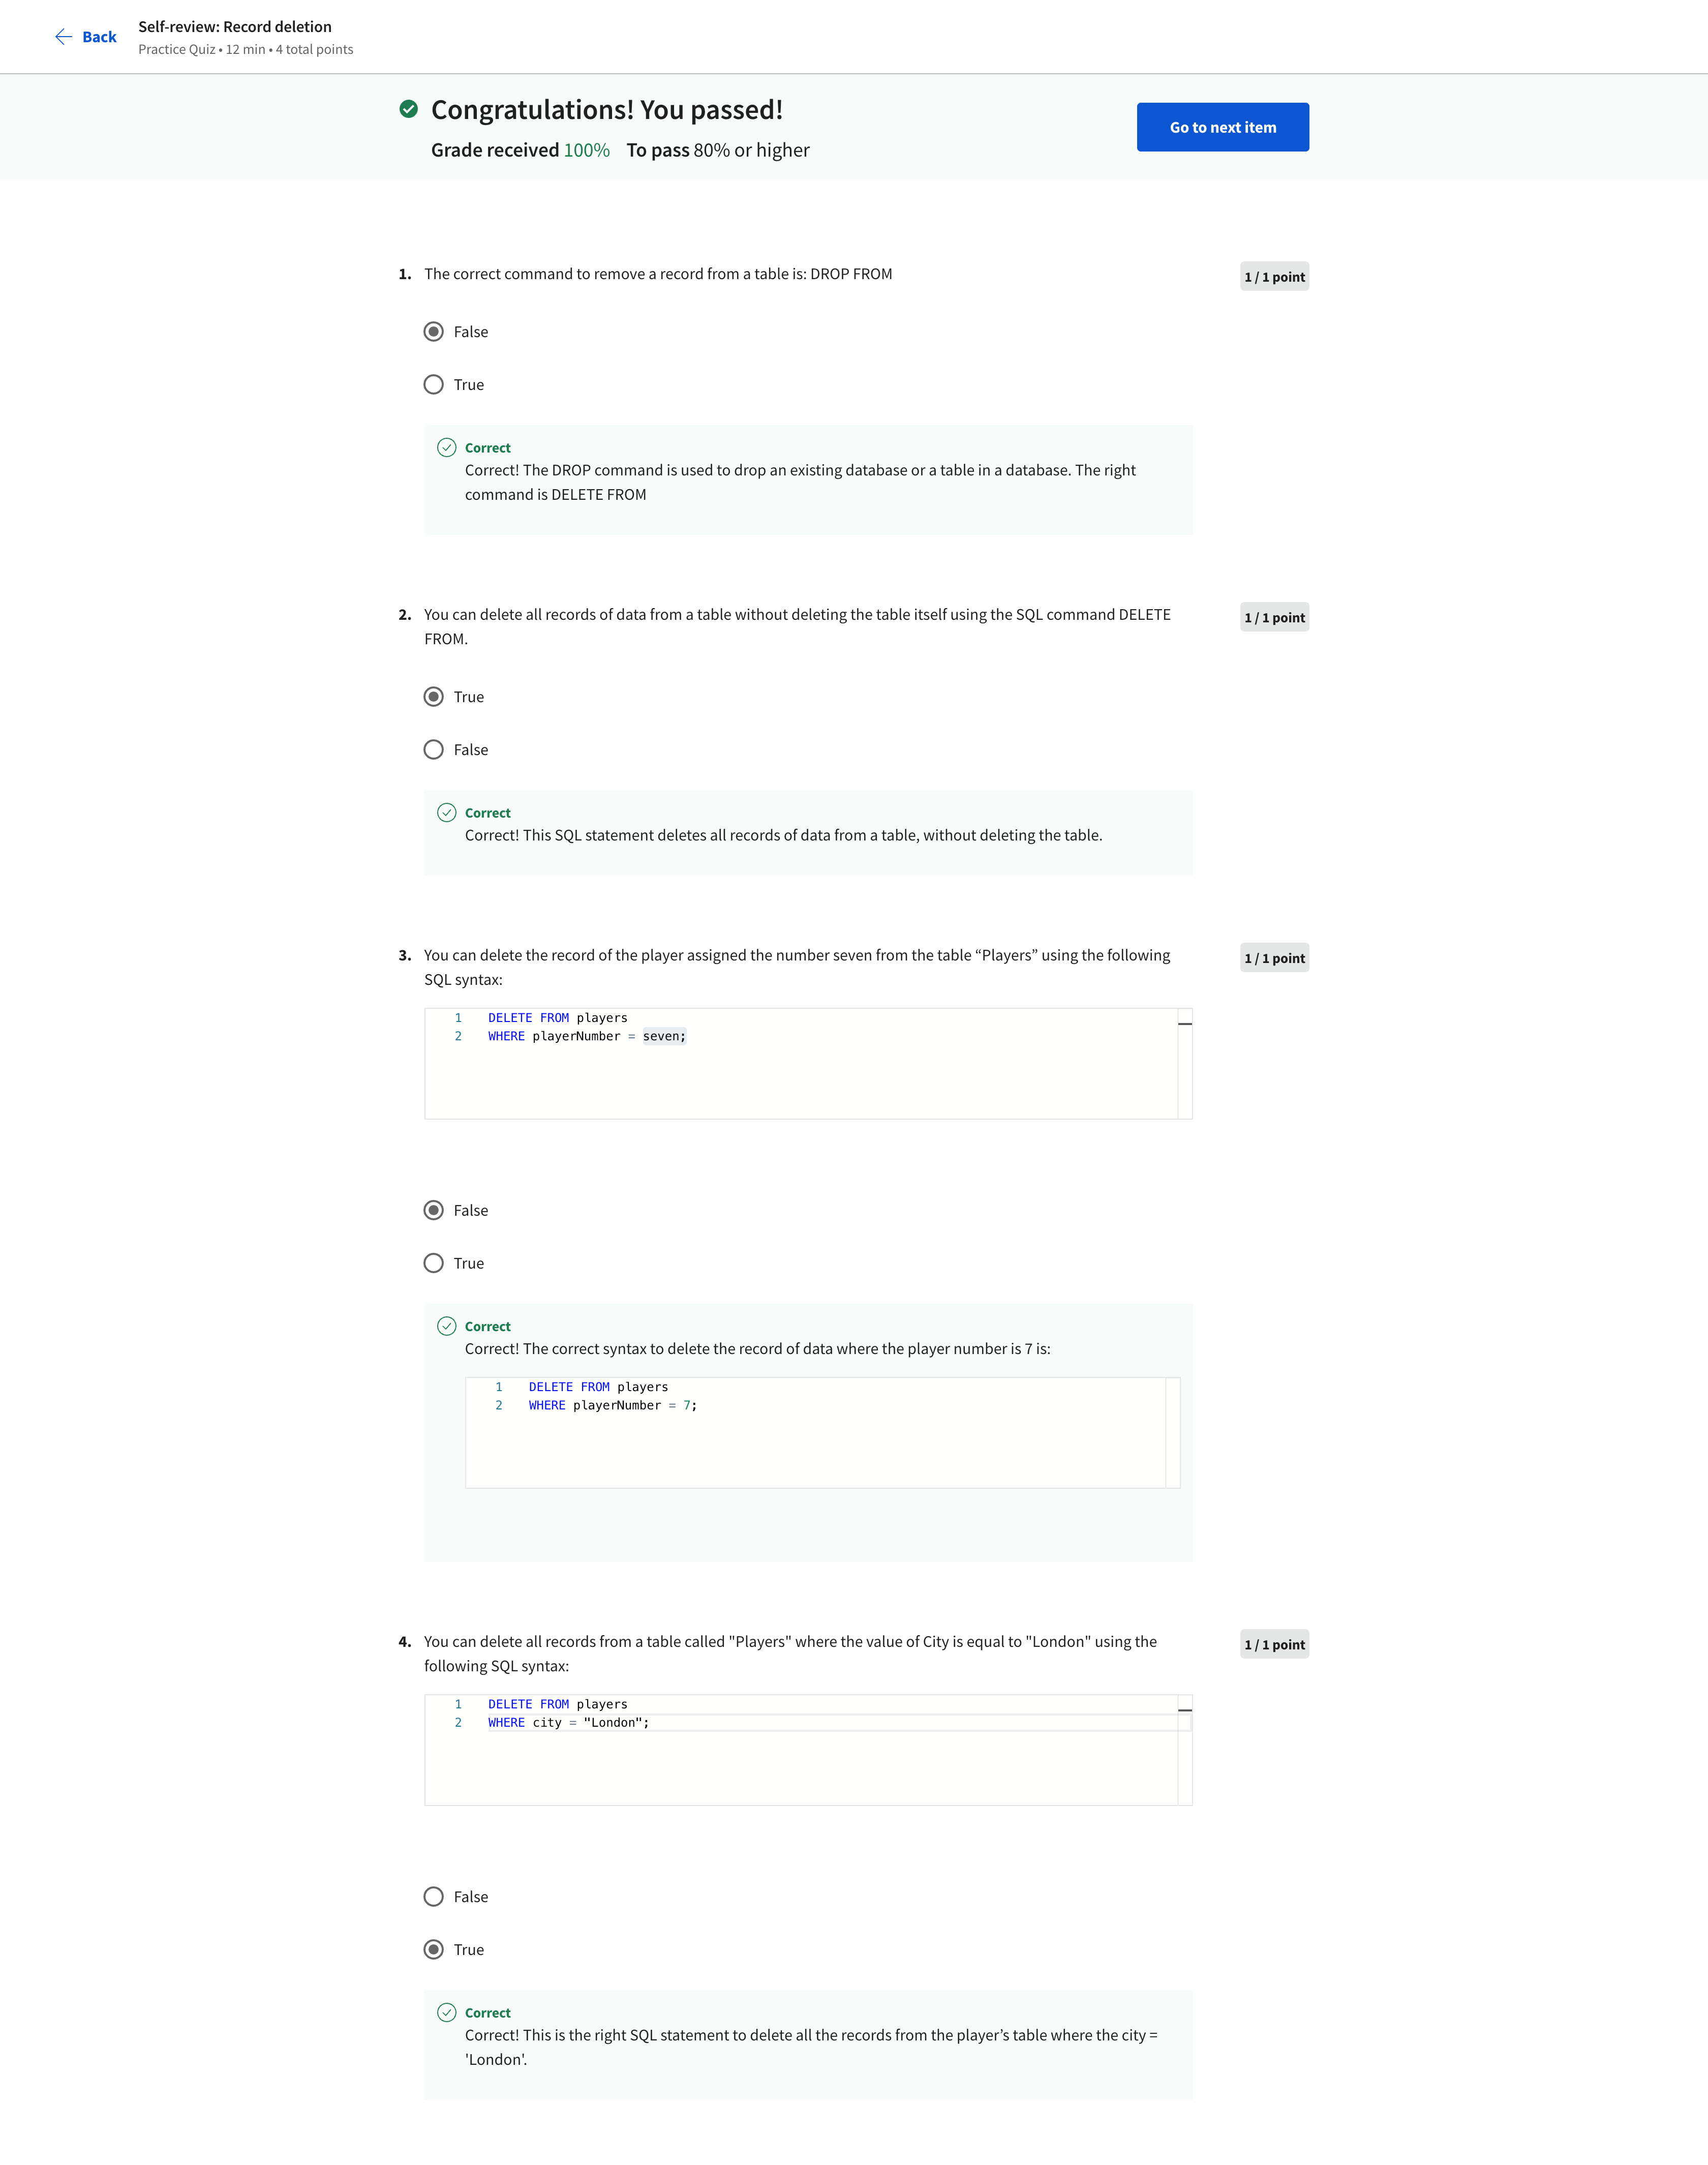 Back
Self-review: Record deletion
Practice Quiz • 12 min • 4 total points
Congratulations! You passed!
Grade received 100% To pass 80% or higher
Go to next item
1. The correct command to remove a record from a table is: DROP FROM
1 / 1 point
False
True
Correct
Correct! The DROP command is used to drop an existing database or a table in a database. The right
command is DELETE FROM
2. You can delete all records of data from a table without deleting the table itself using the SQL command DELETE
FROM.
1 / 1 point
True
False
Correct
Correct! This SQL statement deletes all records of data from a table, without deleting the table.
3. You can delete the record of the player assigned the number seven from the table “Players” using the following
SQL syntax:
1 / 1 point
1 DELETE FROM players
2 WHERE playerNumber = seven;
False
True
Correct
Correct! The correct syntax to delete the record of data where the player number is 7 is:
1 DELETE FROM players
2 WHERE playerNumber = 7;
4. You can delete all records from a table called "Players" where the value of City is equal to "London" using the
following SQL syntax:
1 / 1 point
1 DELETE FROM players
2 WHERE city = "London";
False
True
Correct
Correct! This is the right SQL statement to delete all the records from the player’s table where the city =
'London'.